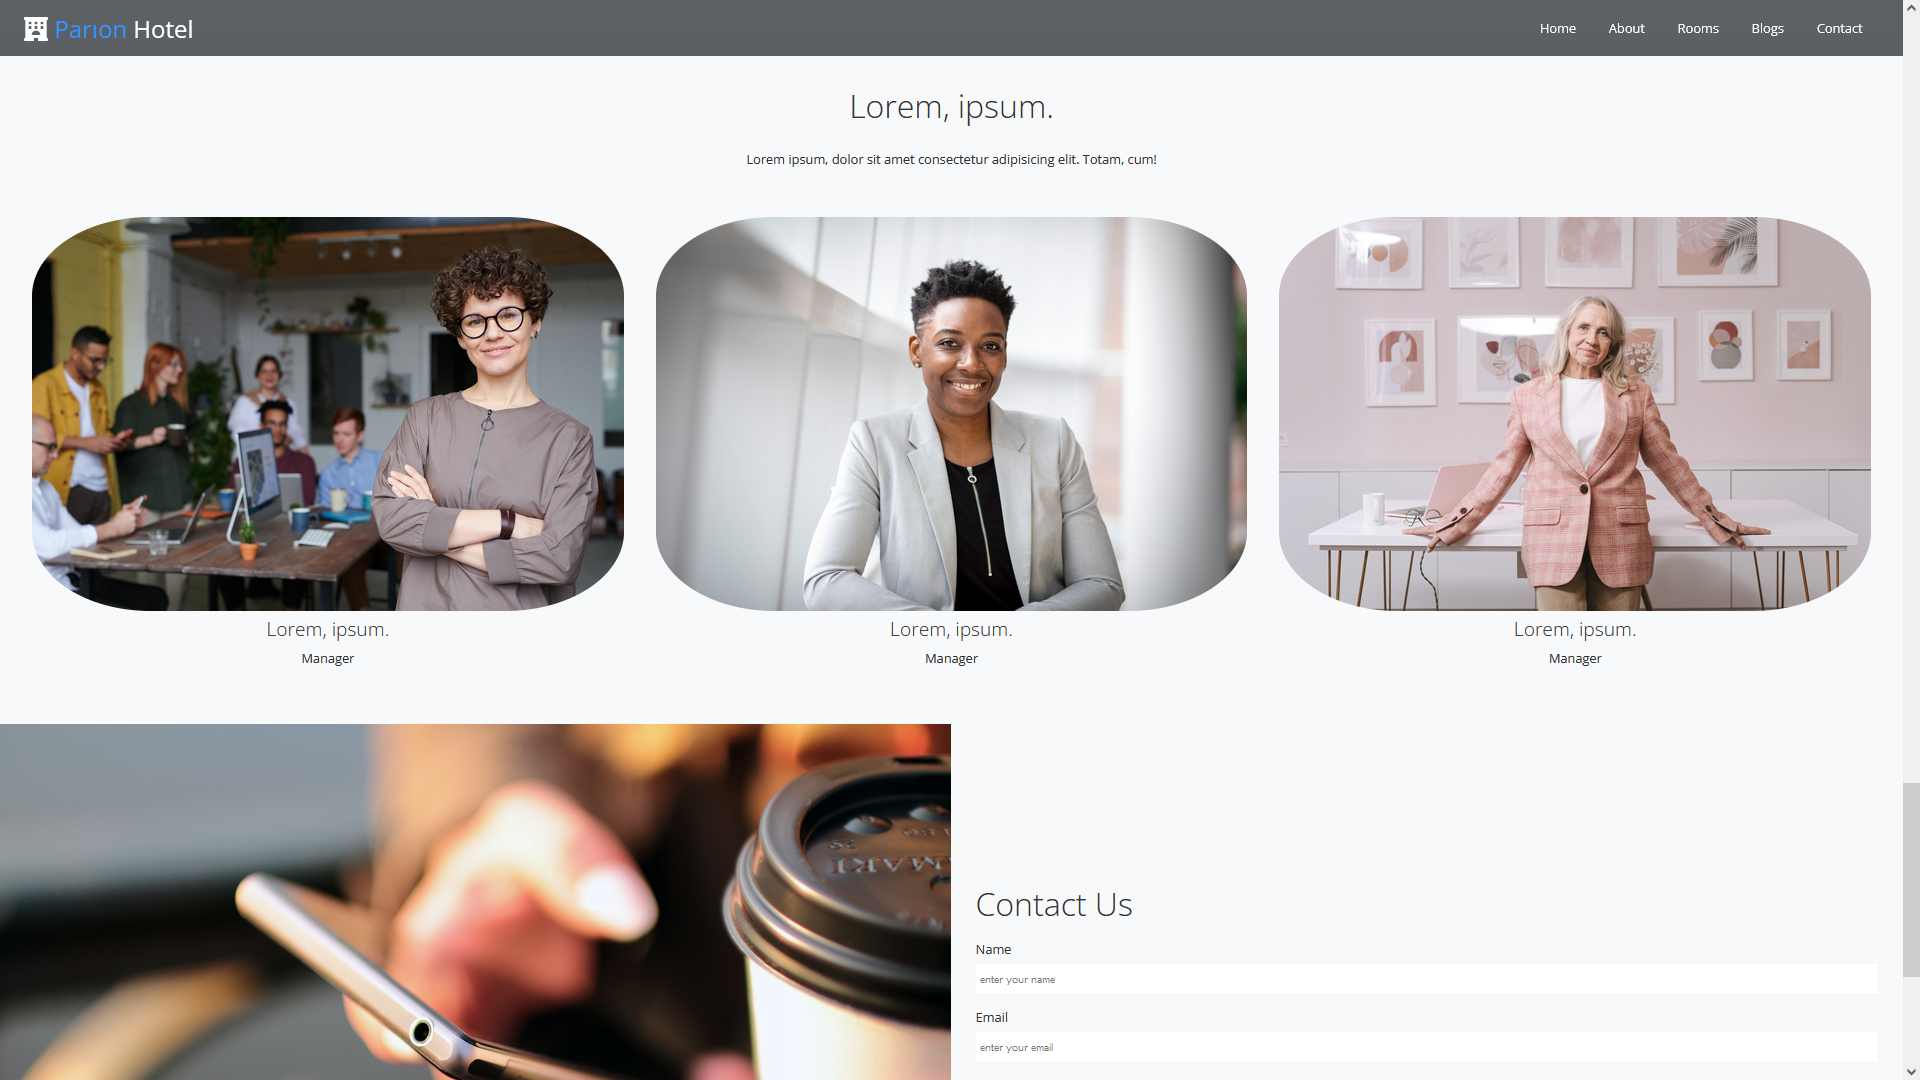 Parıon Hotel
Home
About
Rooms
Blogs
Contact
Lorem, ipsum.
Lorem ipsum, dolor sit amet consectetur adipisicing elit. Totam, cum!
Lorem, ipsum.
Manager
Lorem, ipsum.
Manager
Lorem, ipsum.
Manager
Contact Us
Name
enter your name
Email
enter your email